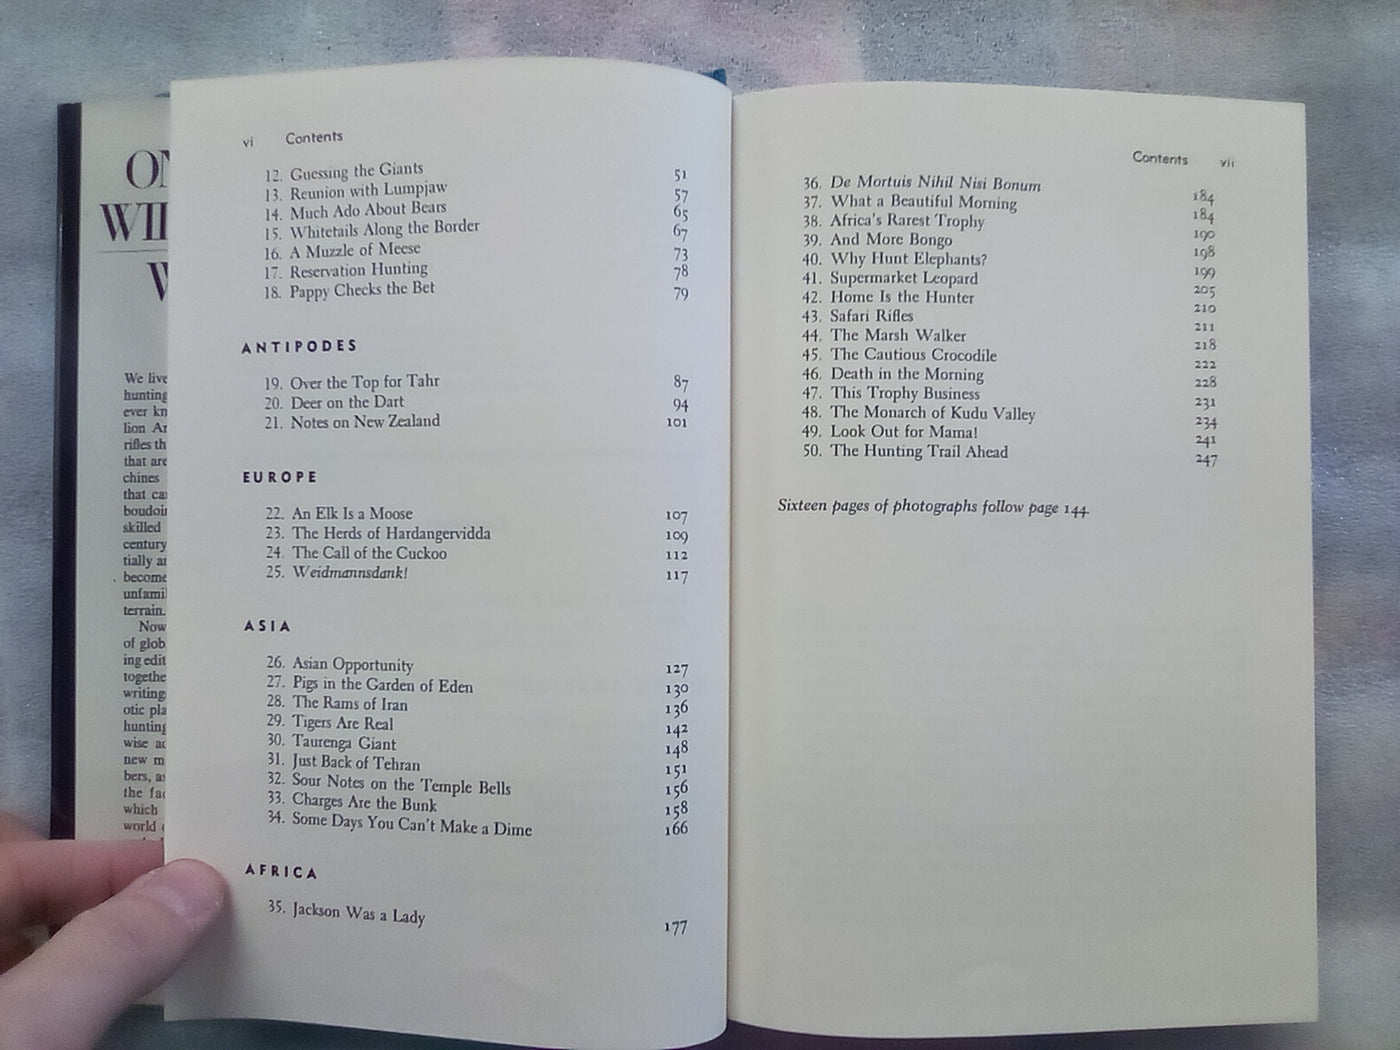 ON
WI
W
We live
hunting
ever kn
lion Ar
rifles th
that are
chines
that ca
boudoir
skilled
century
tially a
become
unfamil
terrain.
Now
of glob
ing edit
togethe
writing
otic pla
hunting
wise ac
new m
bers, a
the fac
which
world
vi Contents
12. Guessing the Giants 51
13. Reunion with Lumpjaw 57
14. Much Ado About Bears 65
15. Whitetails Along the Border 67
16. A Muzzle of Meese 73
17. Reservation Hunting 78
18. Pappy Checks the Bet 79
ANTIPODES
19. Over the Top for Tahr 87
20. Deer on the Dart 94
21. Notes on New Zealand 101
EUROPE
22. An Elk Is a Moose 107
23. The Herds of Hardangervidda 109
24. The Call of the Cuckoo 112
25. Weidmannsdank! 117
ASIA
26. Asian Opportunity 127
27. Pigs in the Garden of Eden 130
28. The Rams of Iran 136
29. Tigers Are Real 142
30. Taurenga Giant 148
31. Just Back of Tehran 151
32. Sour Notes on the Temple Bells 156
33. Charges Are the Bunk 158
34. Some Days You Can't Make a Dime 166
AFRICA
35. Jackson Was a Lady 177
Contents vii
36. De Mortuis Nihil Nisi Bonum 184
37. What a Beautiful Morning 184
38. Africa's Rarest Trophy 190
39. And More Bongo 198
40. Why Hunt Elephants? 199
41. Supermarket Leopard 205
42. Home Is the Hunter 210
43. Safari Rifles 211
44. The Marsh Walker 218
45. The Cautious Crocodile 222
46. Death in the Morning 228
47. This Trophy Business 231
48. The Monarch of Kudu Valley 234
49. Look Out for Mama! 241
50. The Hunting Trail Ahead 247
Sixteen pages of photographs follow page 144